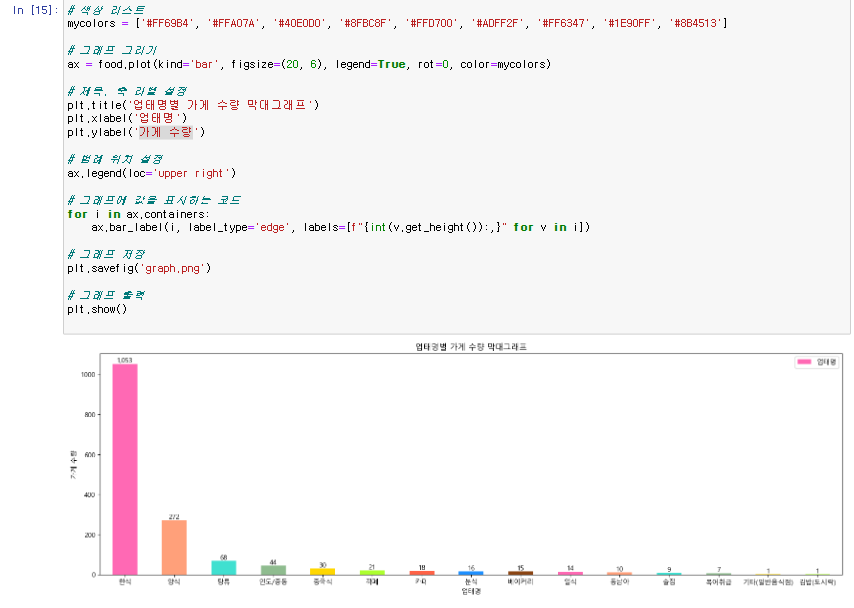 In [15]:
# 색상 리스트
mycolors = ['#FF69B4', '#FFA07A', '#40E0D0', '#8FBC8F', '#FFD700', '#ADFF2F', '#FF6347', '#1E90FF', '#8B4513']
# 그래프 그리기
ax = food.plot(kind='bar', figsize=(20, 6), legend=True, rot=0, color=mycolors)
# 제목, 축 라벨 설정
plt.title('업태명별 가게 수량 막대그래프')
plt.xlabel('업태명')
plt.ylabel('가게 수량')
# 범례 위치 설정
ax.legend(loc='upper right')
# 그래프에 값을 표시하는 코드
for i in ax.containers:
ax.bar_label(i, label_type='edge', labels=[f"{int(v.get_height()):,}" for v in i])
# 그래프 저장
plt.savefig('graph.png')
# 그래프 출력
plt.show()
업태명별 가게 수량 막대그래프
업태명
가게 수량
1000
800
600
400
200
0
1,053 272 68 44 30 21 18 16 15 14 10 9 7 1 1
한식 양식 탕류 인도/중동 중국식 카페 기타 분식 베이커리 일식 동남아 술집 복어취급 기타(일반음식점) 김밥(도시락)
업태명